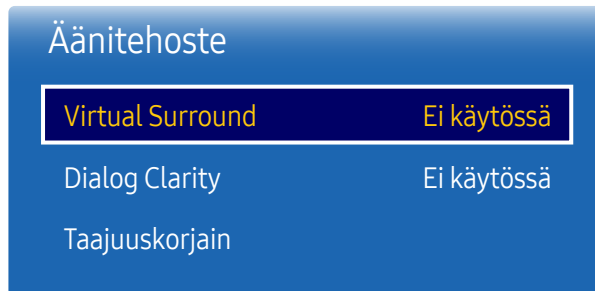 Äänitehoste
Virtual Surround Ei käytössä
Dialog Clarity Ei käytössä
Taajuuskorjain